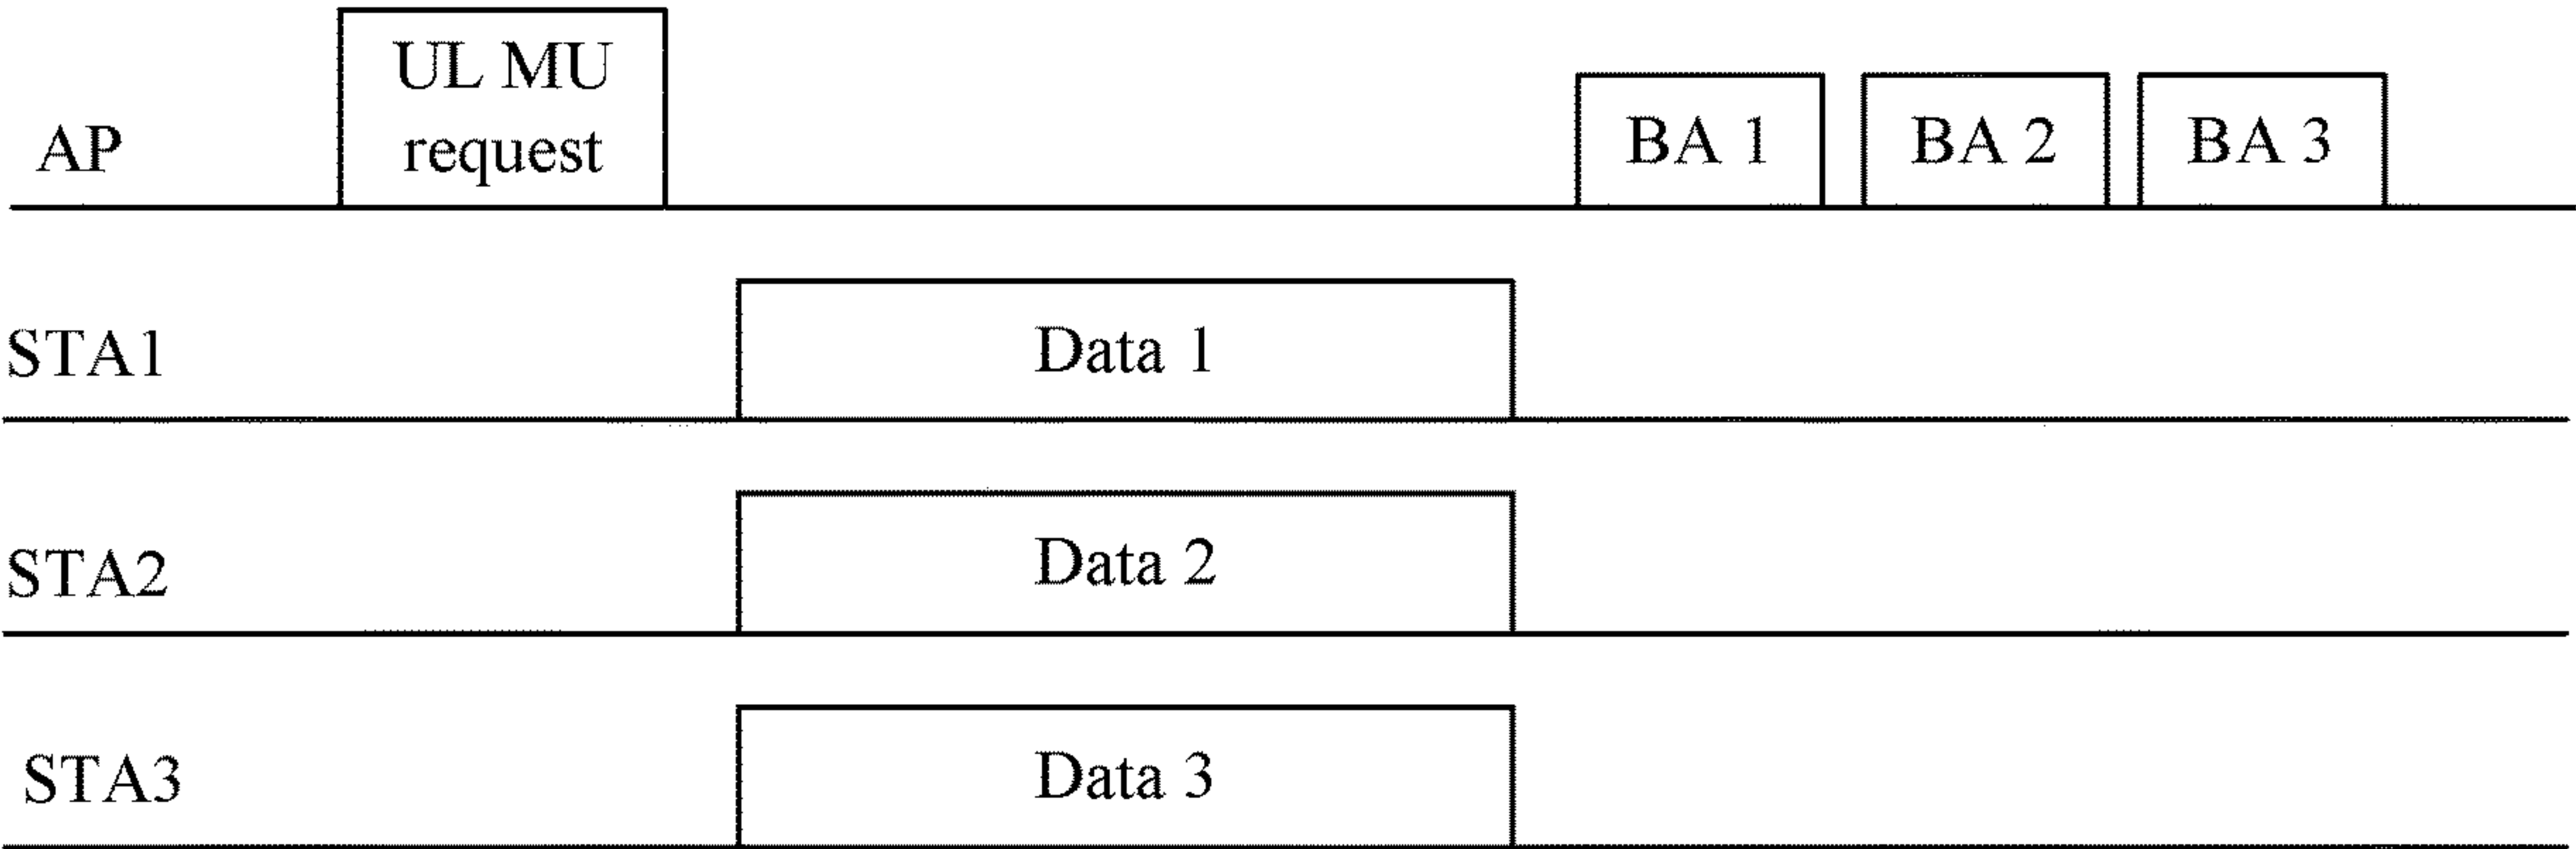 UL MU
request
AP
BA 1
BA 2
BA 3
STA1
Data 1
STA2
Data 2
STA3
Data 3